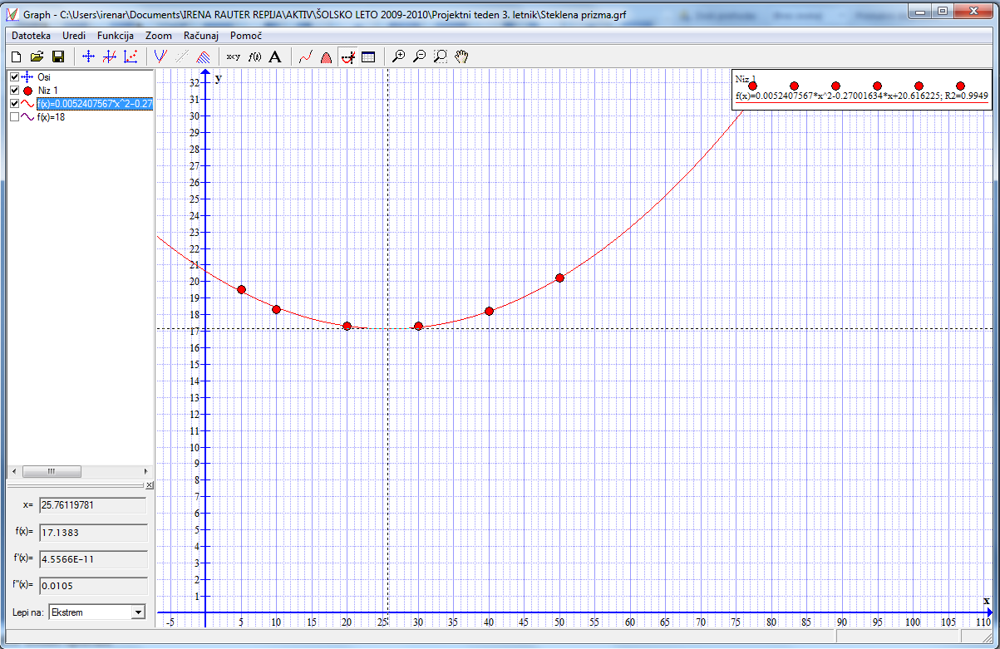 Graph - C:\Users\irenar\Documents\IRENA RAUTER REPIJA\AKTIV\ŠOLSKO LETO 2009-2010\Projektni teden 3. letnik\Steklena prizma.grf
Datoteka Uredi Funkcija Zoom Računaj Pomoč
x<y f(x) A
Osi
Niz 1
f(x)=0.0052407567*x^2-0.27
f(x)=18
y
32
31
30
29
28
27
26
25
24
23
22
21
20
19
18
17
16
15
14
13
12
11
10
9
8
7
6
5
4
3
2
1
Niz 1
f(x)=0.0052407567*x^2-0.27001634*x+20.616225; R2=0.9949
x
-5 5 10 15 20 25 30 35 40 45 50 55 60 65 70 75 80 85 90 95 100 105 110
x= 25.76119781
f(x)= 17.1383
f'(x)= 4.5566E-11
f''(x)= 0.0105
Lepi na: Ekstrem